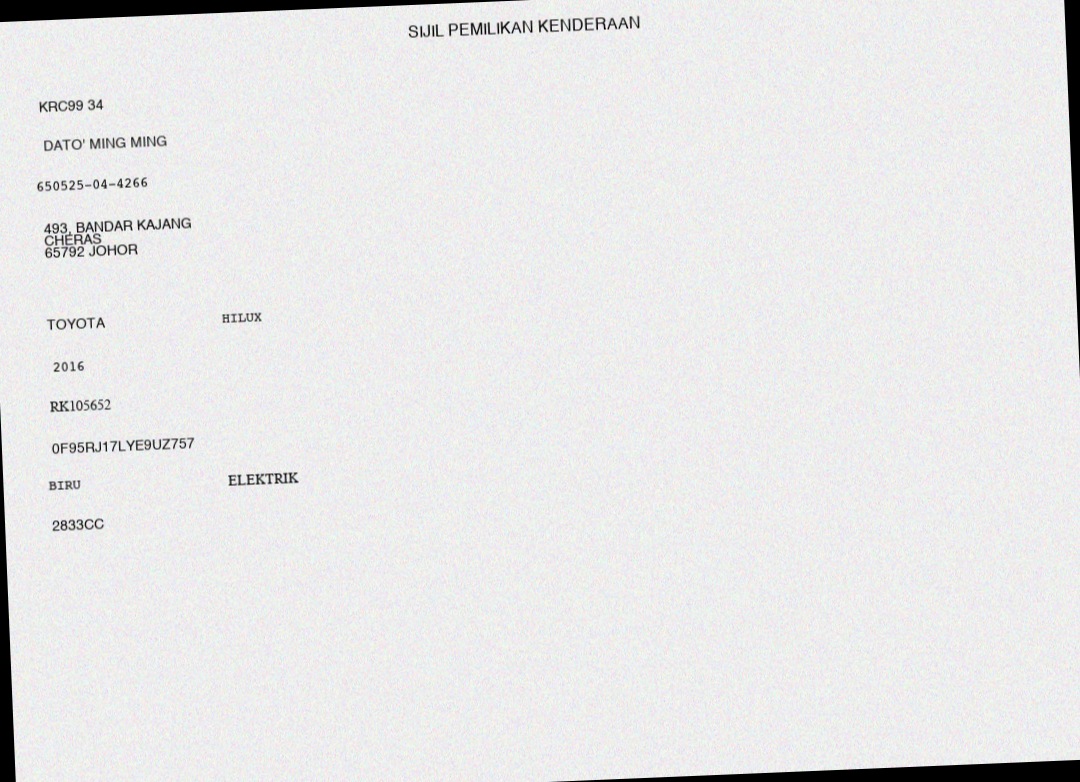 SIJIL PEMILIKAN KENDERAAN
KRC99 34
DATO' MING MING
650525-04-4266
493, BANDAR KAJANG
CHERAS
65792 JOHOR
TOYOTA HILUX
2016
RK105652
0F95RJ17LYE9UZ757
BIRU ELEKTRIK
2833CC